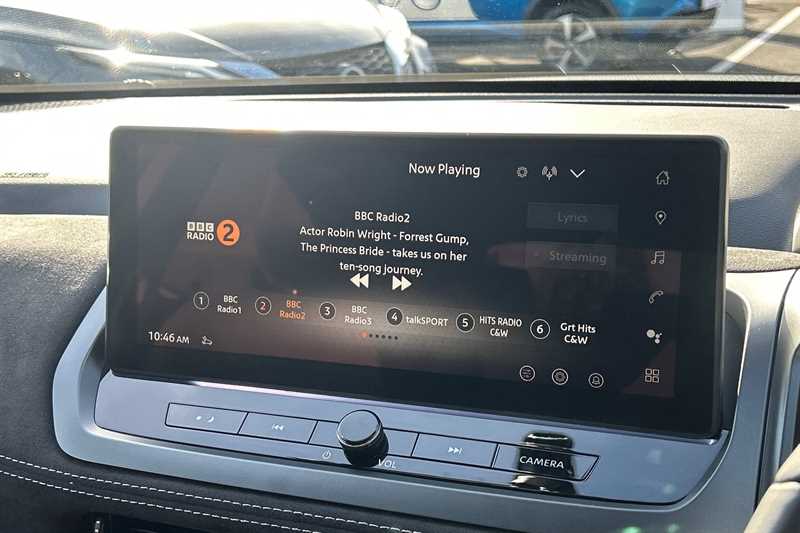 Now Playing
BBC
RADIO 2
BBC Radio2
Actor Robin Wright - Forrest Gump,
The Princess Bride - takes us on her
ten-song journey.
Lyrics
Streaming
1 BBC Radio1
2 BBC Radio2
3 BBC Radio3
4 talkSPORT
5 HITS RADIO C&W
6 Grt Hits C&W
10:46 AM
VOL
CAMERA